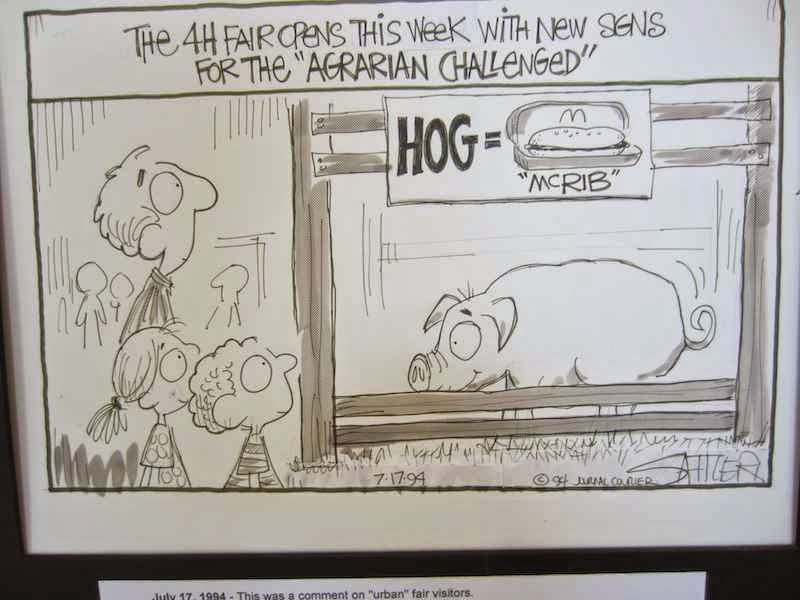 THE 4H FAIR OPENS THIS WEEK WITH NEW SIGNS
FOR THE "AGRARIAN CHALLENGED"
HOG =
M
"MCRIB"
7·17·94
© 94 JOURNAL COURIER
SATTLER
July 17, 1994 - This was a comment on "urban" fair visitors.